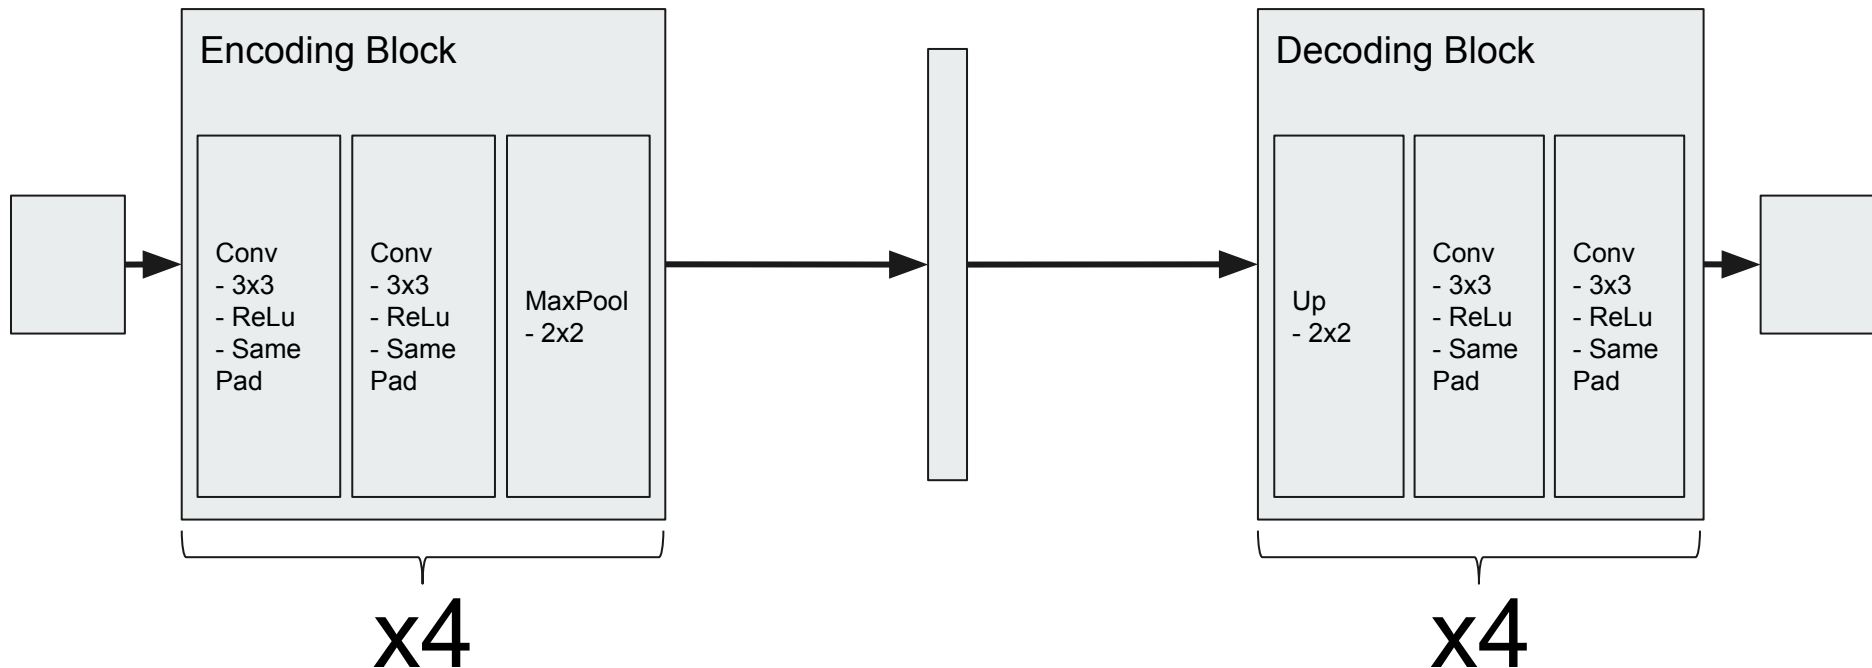 Encoding Block
Conv
- 3x3
- ReLu
- Same
Pad
Conv
- 3x3
- ReLu
- Same
Pad
MaxPool
- 2x2
x4
Decoding Block
Up
- 2x2
Conv
- 3x3
- ReLu
- Same
Pad
Conv
- 3x3
- ReLu
- Same
Pad
x4